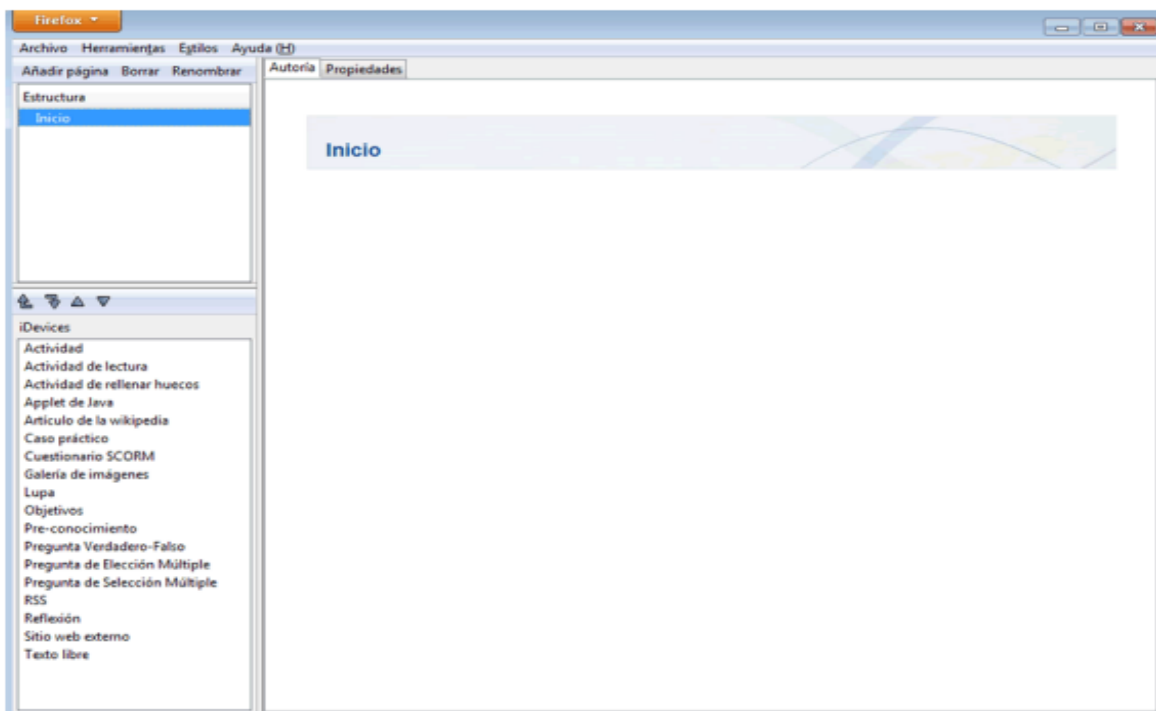 Firefox
Archivo Herramientas Estilos Ayuda (H)
Añadir página Borrar Renombrar
Autoría Propiedades
Estructura
Inicio
Inicio
iDevices
Actividad
Actividad de lectura
Actividad de rellenar huecos
Applet de Java
Artículo de la wikipedia
Caso práctico
Cuestionario SCORM
Galería de imágenes
Lupa
Objetivos
Pre-conocimiento
Pregunta Verdadero-Falso
Pregunta de Elección Múltiple
Pregunta de Selección Múltiple
RSS
Reflexión
Sitio web externo
Texto libre